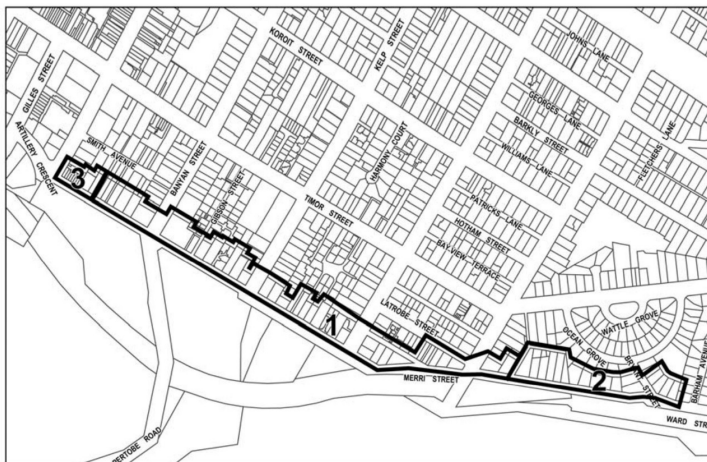 JOHNS LANE
KOROIT STREET
KELP STREET
GILLES STREET
GEORGES LANE
BARKLY STREET
FLETCHERS LANE
WILLIAMS LANE
ARTILLERY CRESCENT
SMITH AVENUE
HARMONY COURT
BANYAN STREET
3
GIBSON STREET
TIMOR STREET
PATRICKS LANE
HOTHAM STREET
BAY-VIEW TERRACE
LATROBE STREET
1
WATTLE GROVE
OCEAN GROVE
BARHAM AVENUE
2
MERRI STREET
WARD STR
PERTOBE ROAD